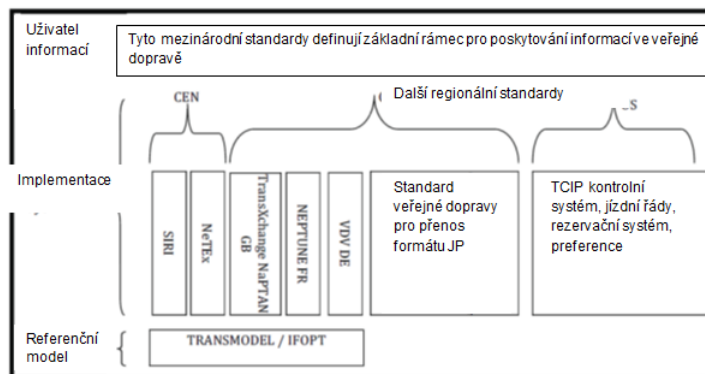 Uživatel
informací
Tyto mezinárodní standardy definují základní rámec pro poskytování informací ve veřejné
dopravě
CEN
Další regionální standardy
S
Implementace
SIRI
NeTEx
TransXchange NaPTAN
GB
NEPTUNE FR
VDV DE
Standard
veřejné dopravy
pro přenos
formátu JP
TCIP kontrolní
systém, jízdní řády,
rezervační systém,
preference
Referenční
model
TRANSMODEL / IFOPT